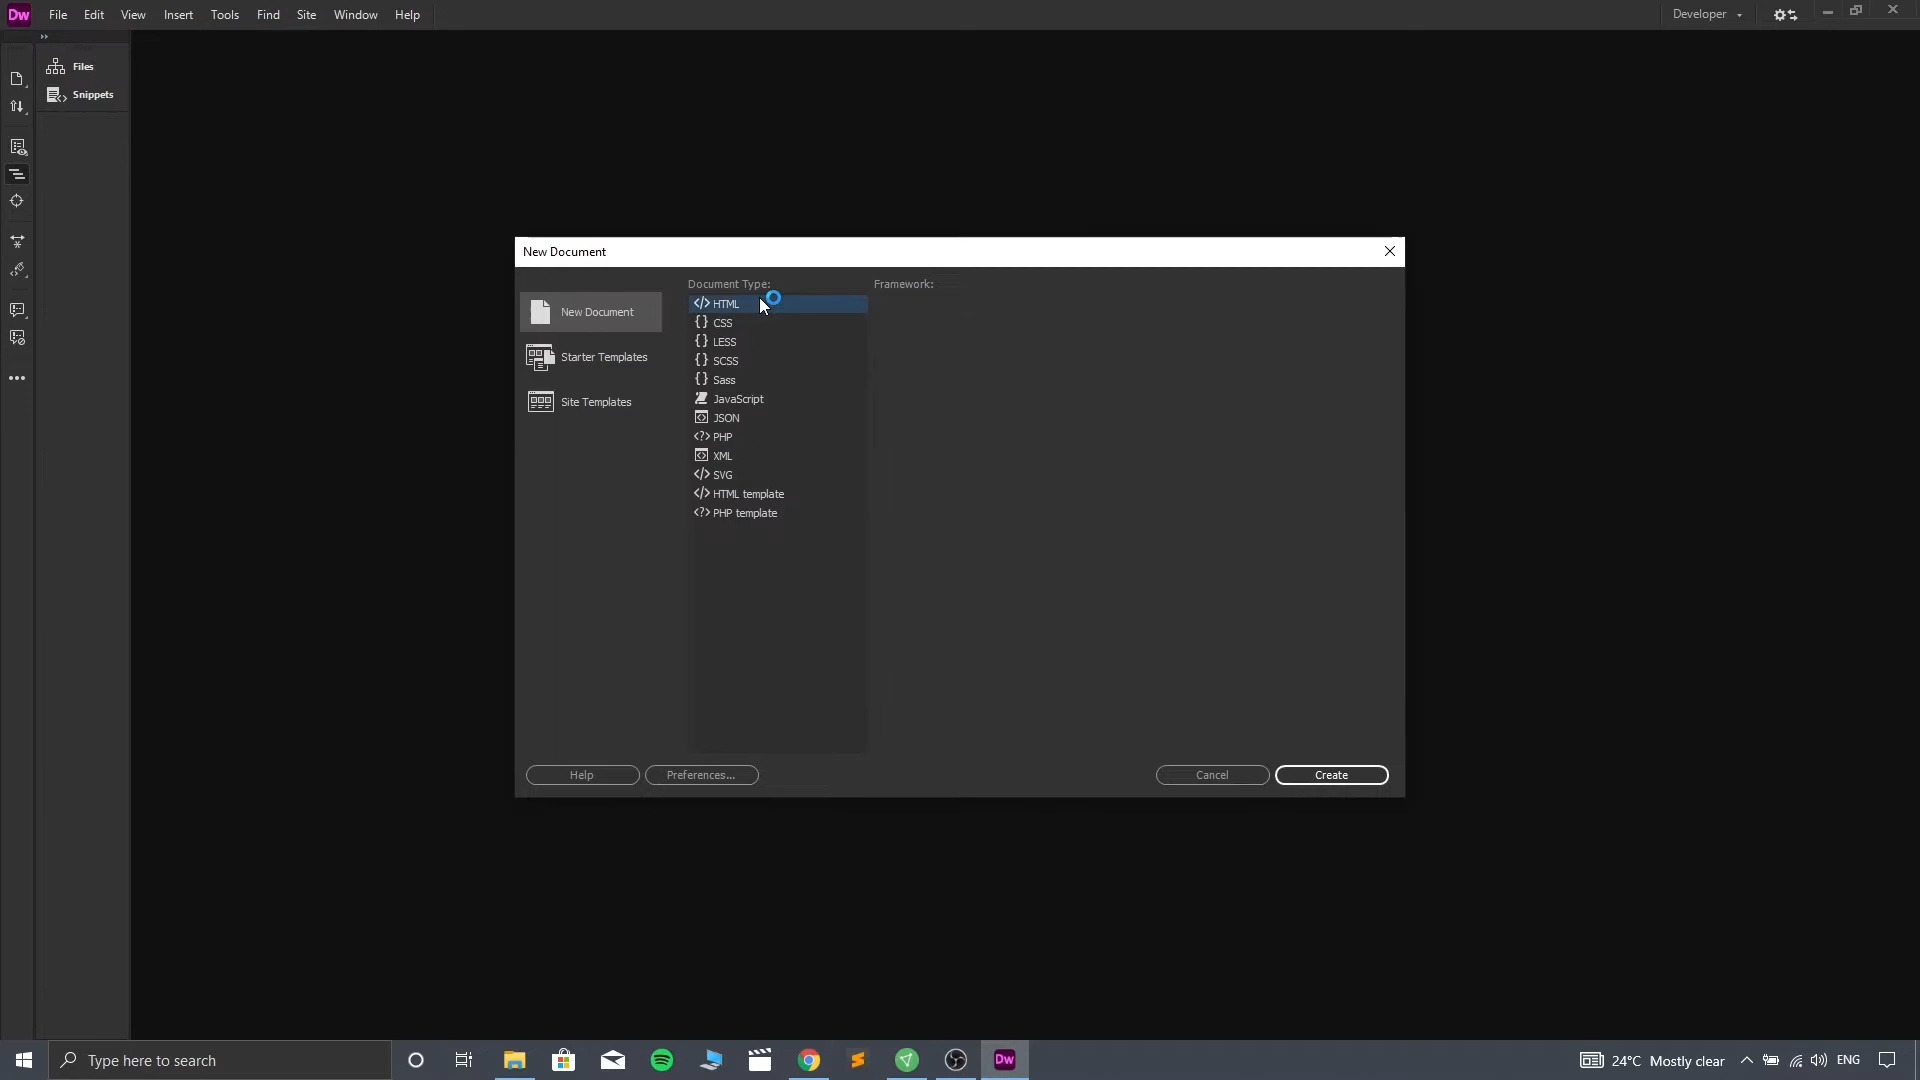 Dw File Edit View Insert Tools Find Site Window Help Developer
Files
Snippets
New Document
Document Type: Framework:
New Document
Starter Templates
Site Templates
HTML
CSS
LESS
SCSS
Sass
JavaScript
JSON
PHP
XML
SVG
HTML template
PHP template
Help Preferences... Cancel Create
Type here to search Dw 24°C Mostly clear ENG